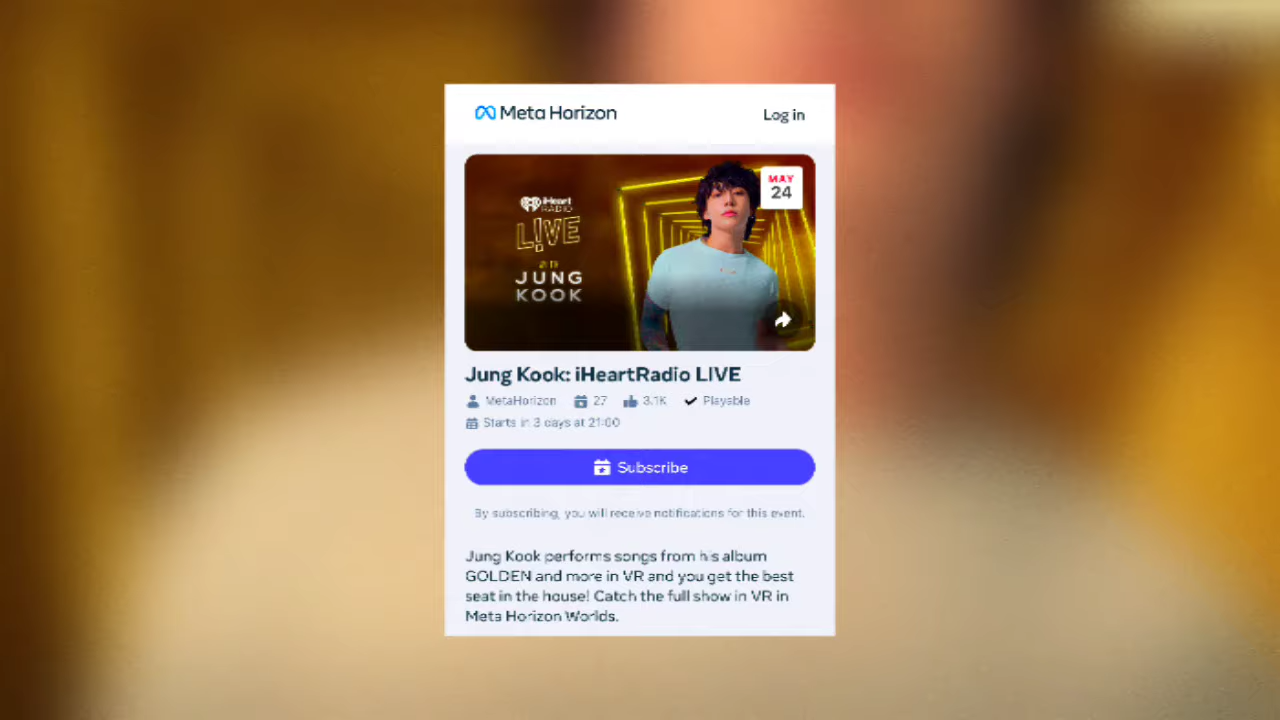 Meta Horizon
Log in
MAY
24
iHeart
RADIO
LIVE
JUNG
KOOK
Jung Kook: iHeartRadio LIVE
MetaHorizon 27 3.1K Playable
Starts in 3 days at 21:00
Subscribe
By subscribing, you will receive notifications for this event.
Jung Kook performs songs from his album
GOLDEN and more in VR and you get the best
seat in the house! Catch the full show in VR in
Meta Horizon Worlds.